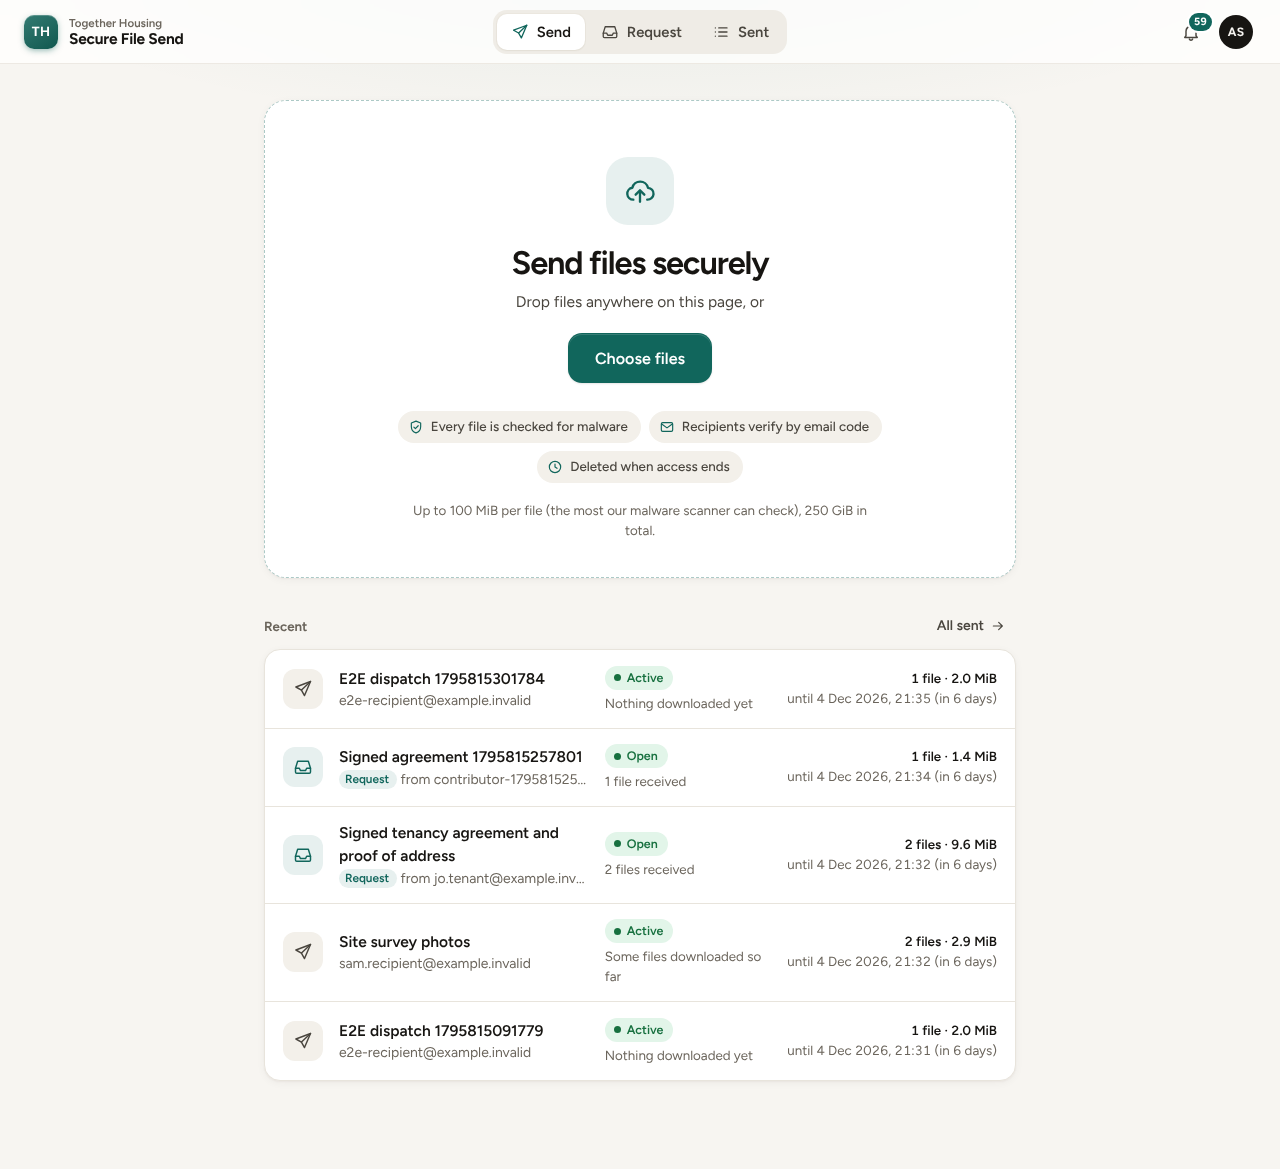 TH
Together Housing
Secure File Send
Send
Request
Sent
59
AS
Send files securely
Drop files anywhere on this page, or
Choose files
Every file is checked for malware
Recipients verify by email code
Deleted when access ends
Up to 100 MiB per file (the most our malware scanner can check), 250 GiB in
total.
Recent
All sent →
E2E dispatch 1795815301784
e2e-recipient@example.invalid
Active
Nothing downloaded yet
1 file · 2.0 MiB
until 4 Dec 2026, 21:35 (in 6 days)
Signed agreement 1795815257801
Request from contributor-179581525...
Open
1 file received
1 file · 1.4 MiB
until 4 Dec 2026, 21:34 (in 6 days)
Signed tenancy agreement and
proof of address
Request from jo.tenant@example.inv...
Open
2 files received
2 files · 9.6 MiB
until 4 Dec 2026, 21:32 (in 6 days)
Site survey photos
sam.recipient@example.invalid
Active
Some files downloaded so
far
2 files · 2.9 MiB
until 4 Dec 2026, 21:32 (in 6 days)
E2E dispatch 1795815091779
e2e-recipient@example.invalid
Active
Nothing downloaded yet
1 file · 2.0 MiB
until 4 Dec 2026, 21:31 (in 6 days)